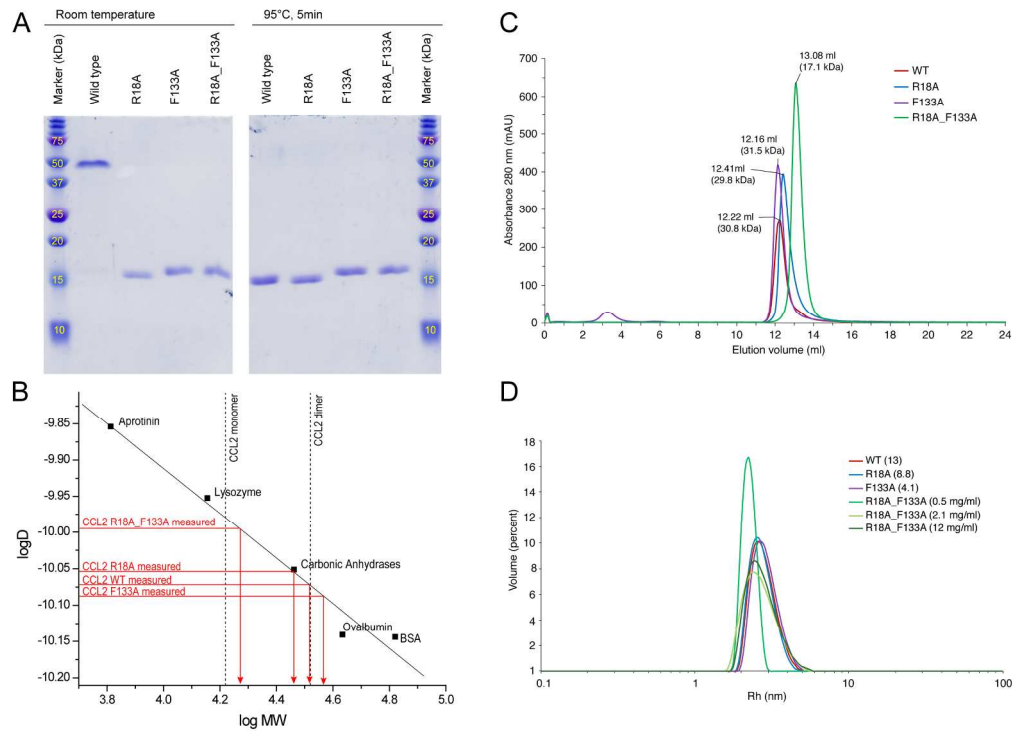 A
Room temperature
95°C, 5min
Marker (kDa)
Wild type
R18A
F133A
R18A_F133A
Wild type
R18A
F133A
R18A_F133A
Marker (kDa)
75
50
37
25
20
15
10
75
50
37
25
20
15
10
B
logD
-9.85
-9.90
-9.95
-10.00
-10.05
-10.10
-10.15
-10.20
Aprotinin
Lysozyme
Carbonic Anhydrases
Ovalbumin
BSA
CCL2 monomer
CCL2 dimer
CCL2 R18A_F133A measured
CCL2 R18A measured
CCL2 WT measured
CCL2 F133A measured
3.8 4.0 4.2 4.4 4.6 4.8 5.0
log MW
C
Absorbance 280 nm (mAU)
700
600
500
400
300
200
100
0
13.08 ml
(17.1 kDa)
12.16 ml
(31.5 kDa)
12.41ml
(29.8 kDa)
12.22 ml
(30.8 kDa)
WT
R18A
F133A
R18A_F133A
0 2 4 6 8 10 12 14 16 18 20 22 24
Elution volume (ml)
D
Volume (percent)
18
16
14
12
10
8
6
4
2
1
WT (13)
R18A (8.8)
F133A (4.1)
R18A_F133A (0.5 mg/ml)
R18A_F133A (2.1 mg/ml)
R18A_F133A (12 mg/ml)
0.1 1 10 100
Rh (nm)